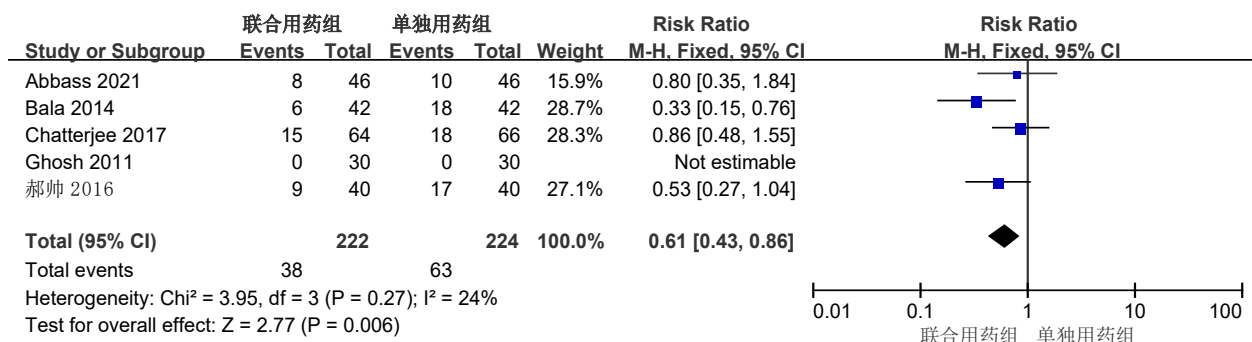 联合用药组 单独用药组 Risk Ratio Risk Ratio
Study or Subgroup Events Total Events Total Weight M-H, Fixed, 95% CI M-H, Fixed, 95% CI
Abbass 2021 8 46 10 46 15.9% 0.80 [0.35, 1.84]
Bala 2014 6 42 18 42 28.7% 0.33 [0.15, 0.76]
Chatterjee 2017 15 64 18 66 28.3% 0.86 [0.48, 1.55]
Ghosh 2011 0 30 0 30 Not estimable
郝帅 2016 9 40 17 40 27.1% 0.53 [0.27, 1.04]
Total (95% CI) 222 224 100.0% 0.61 [0.43, 0.86]
Total events 38 63
Heterogeneity: Chi² = 3.95, df = 3 (P = 0.27); I² = 24%
Test for overall effect: Z = 2.77 (P = 0.006)
0.01 0.1 1 10 100
联合用药组 单独用药组